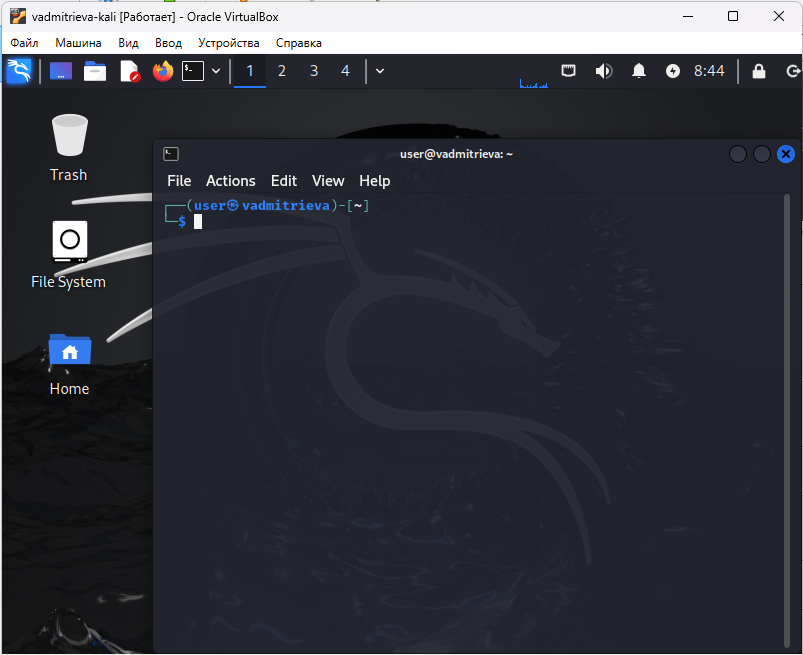 vadmitrieva-kali [Работает] - Oracle VirtualBox
Файл Машина Вид Ввод Устройства Справка
1 2 3 4 8:44
Trash
File System
Home
user@vadmitrieva: ~
File Actions Edit View Help
┌──(user㉿vadmitrieva)-[~]
└─$